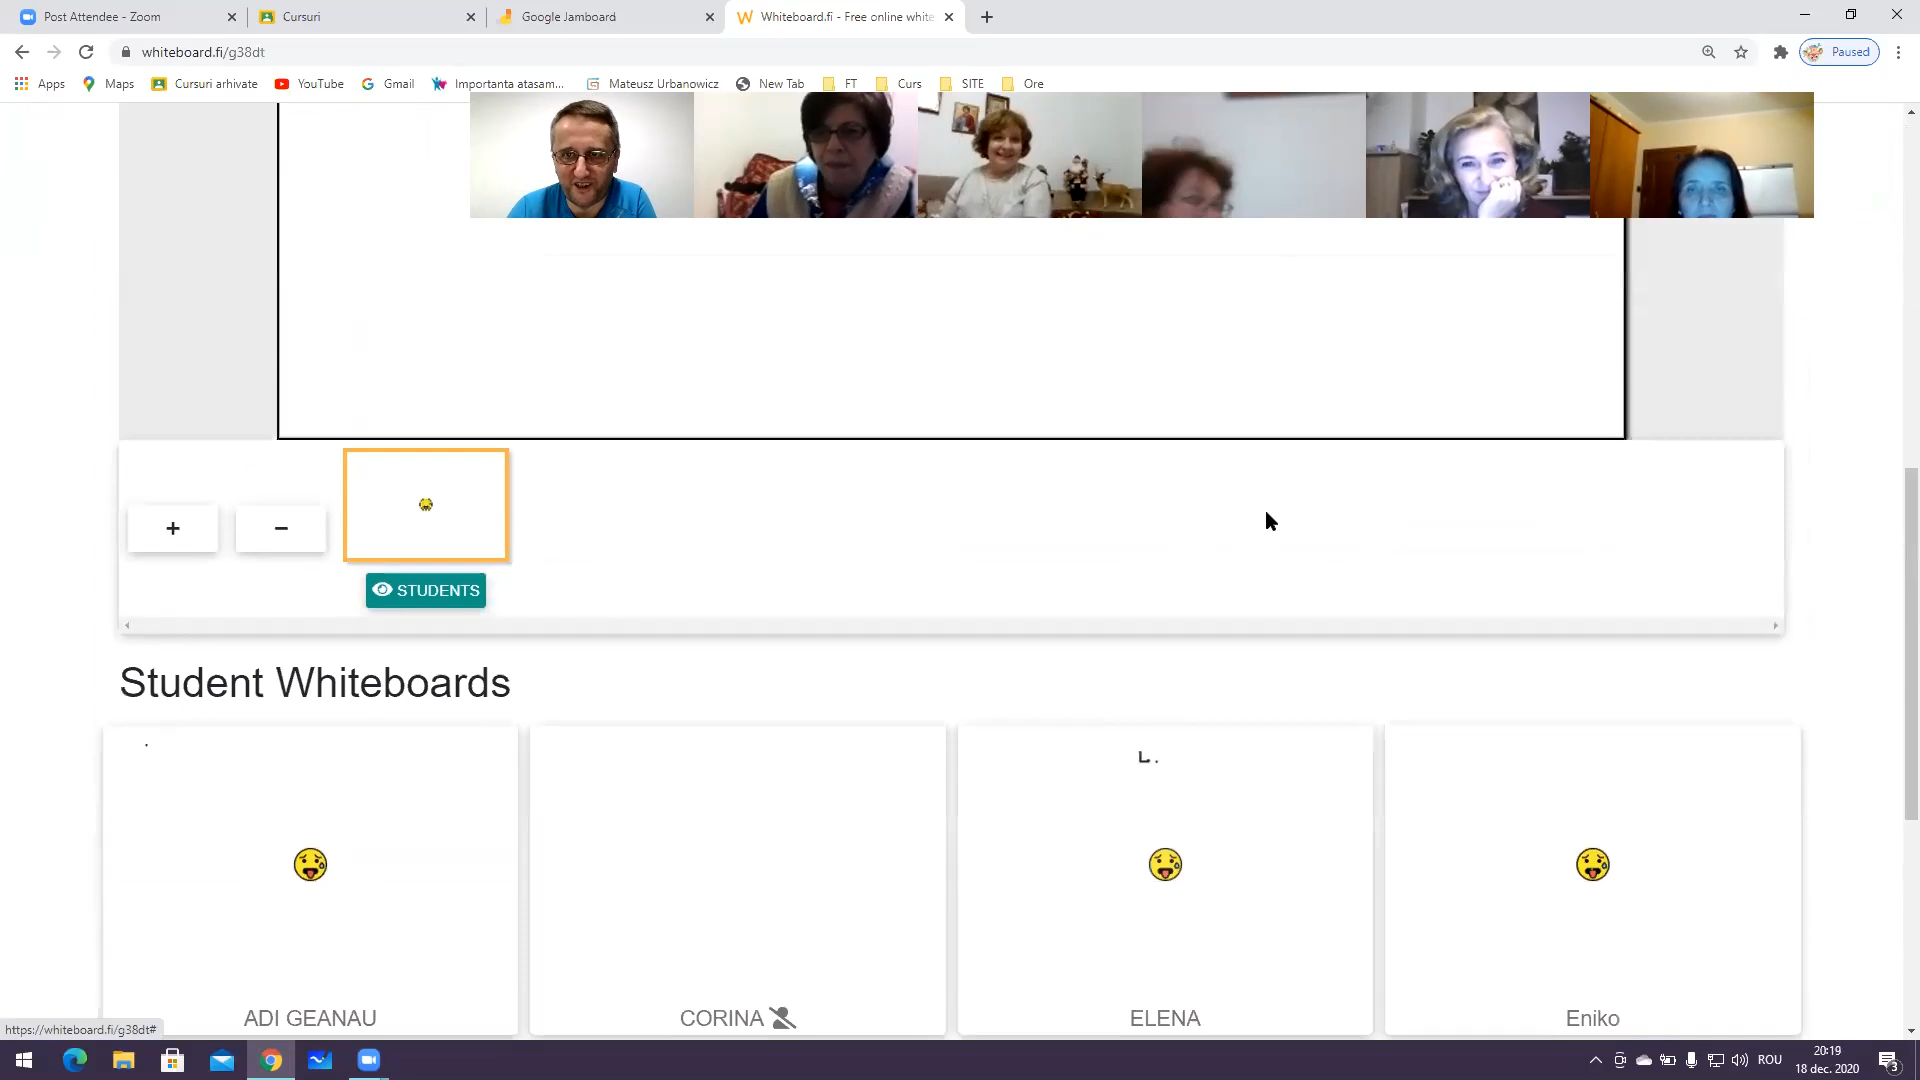 Post Attendee - Zoom
Cursuri
Google Jamboard
Whiteboard.fi - Free online white
whiteboard.fi/g38dt
Paused
Apps
Maps
Cursuri arhivate
YouTube
Gmail
Importanta atasam...
Mateusz Urbanowicz
New Tab
FT
Curs
SITE
Ore
+
−
STUDENTS
Student Whiteboards
ADI GEANAU
CORINA
ELENA
Eniko
https://whiteboard.fi/g38dt#
ROU
20:19
18 dec. 2020
3